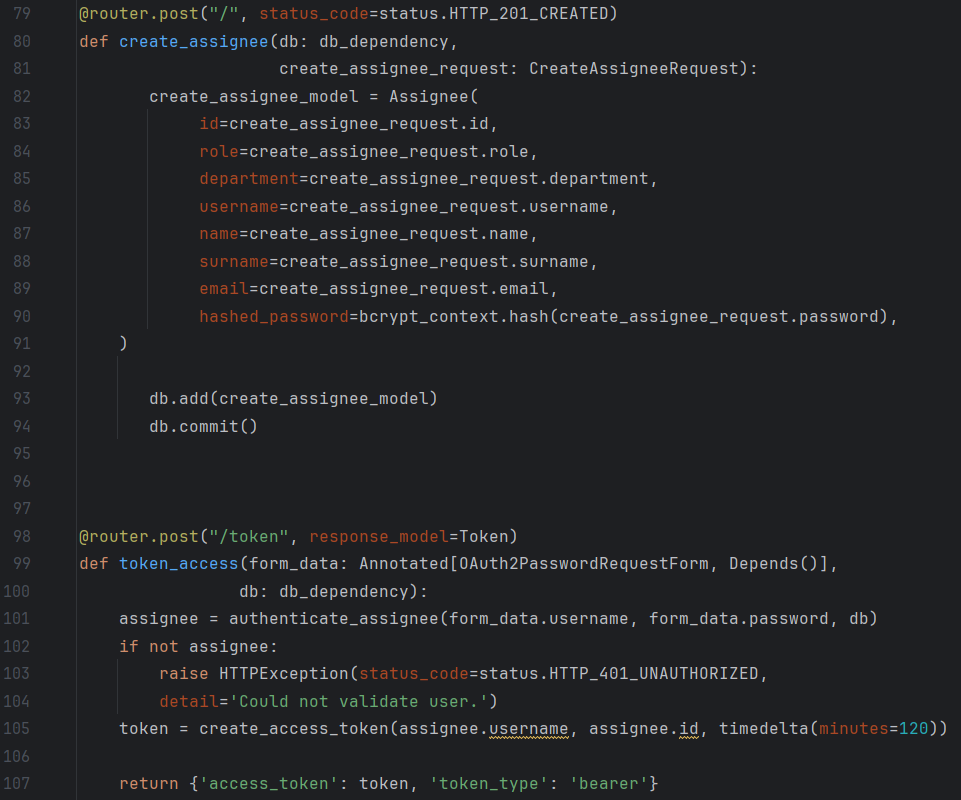 79 @router.post("/", status_code=status.HTTP_201_CREATED)
80 def create_assignee(db: db_dependency,
81                     create_assignee_request: CreateAssigneeRequest):
82        create_assignee_model = Assignee(
83             id=create_assignee_request.id,
84             role=create_assignee_request.role,
85             department=create_assignee_request.department,
86             username=create_assignee_request.username,
87             name=create_assignee_request.name,
88             surname=create_assignee_request.surname,
89             email=create_assignee_request.email,
90             hashed_password=bcrypt_context.hash(create_assignee_request.password),
91     )
92
93        db.add(create_assignee_model)
94        db.commit()
95
96
97
98 @router.post("/token", response_model=Token)
99 def token_access(form_data: Annotated[OAuth2PasswordRequestForm, Depends()],
100                 db: db_dependency):
101     assignee = authenticate_assignee(form_data.username, form_data.password, db)
102     if not assignee:
103         raise HTTPException(status_code=status.HTTP_401_UNAUTHORIZED,
104         detail='Could not validate user.')
105     token = create_access_token(assignee.username, assignee.id, timedelta(minutes=120))
106
107     return {'access_token': token, 'token_type': 'bearer'}